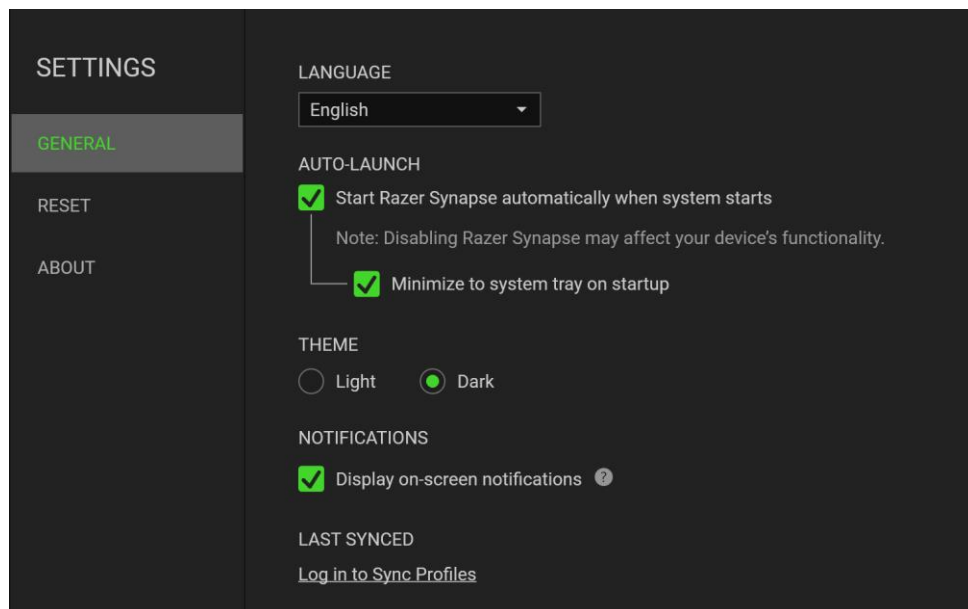 SETTINGS
GENERAL
RESET
ABOUT
LANGUAGE
English
AUTO-LAUNCH
Start Razer Synapse automatically when system starts
Note: Disabling Razer Synapse may affect your device’s functionality.
Minimize to system tray on startup
THEME
Light Dark
NOTIFICATIONS
Display on-screen notifications ?
LAST SYNCED
Log in to Sync Profiles